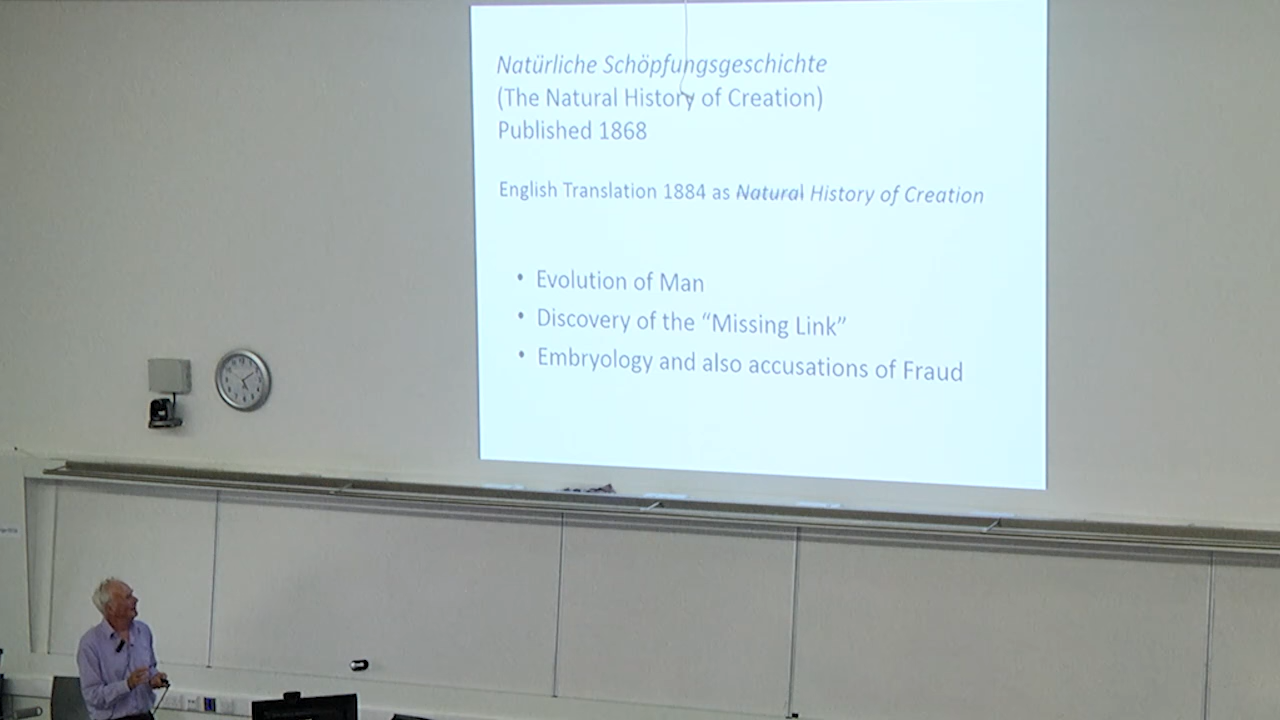 Natürliche Schöpfungsgeschichte
(The Natural History of Creation)
Published 1868
English Translation 1884 as Natural History of Creation
• Evolution of Man
• Discovery of the “Missing Link”
• Embryology and also accusations of Fraud